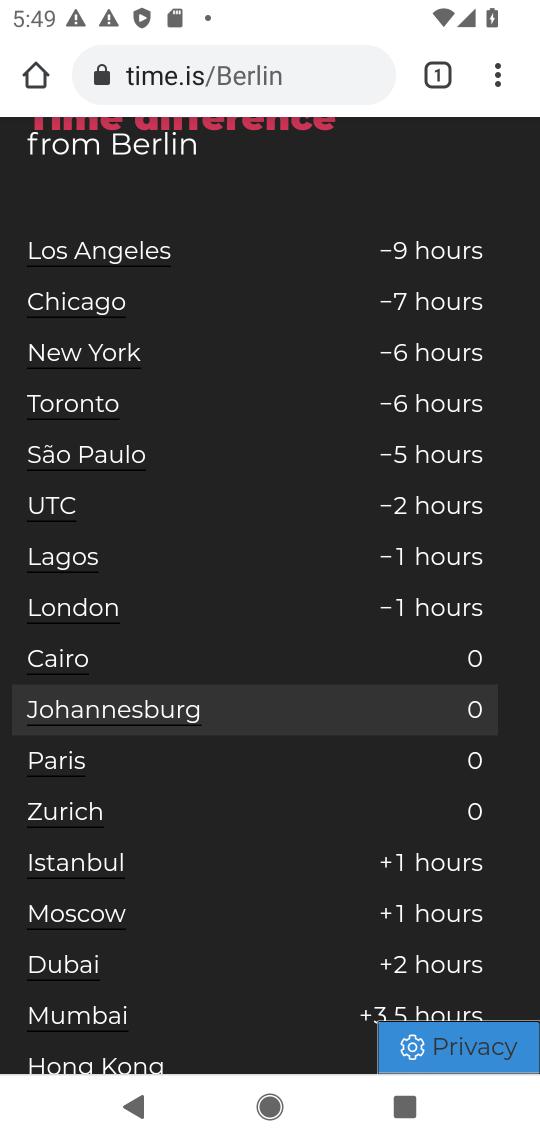 5:49
1
time.is/Berlin
Time difference
from Berlin
Los Angeles −9 hours
Chicago −7 hours
New York −6 hours
Toronto −6 hours
São Paulo −5 hours
UTC −2 hours
Lagos −1 hours
London −1 hours
Cairo 0
Johannesburg 0
Paris 0
Zurich 0
Istanbul +1 hours
Moscow +1 hours
Dubai +2 hours
Mumbai +3.5 hours
Privacy
Hong Kong